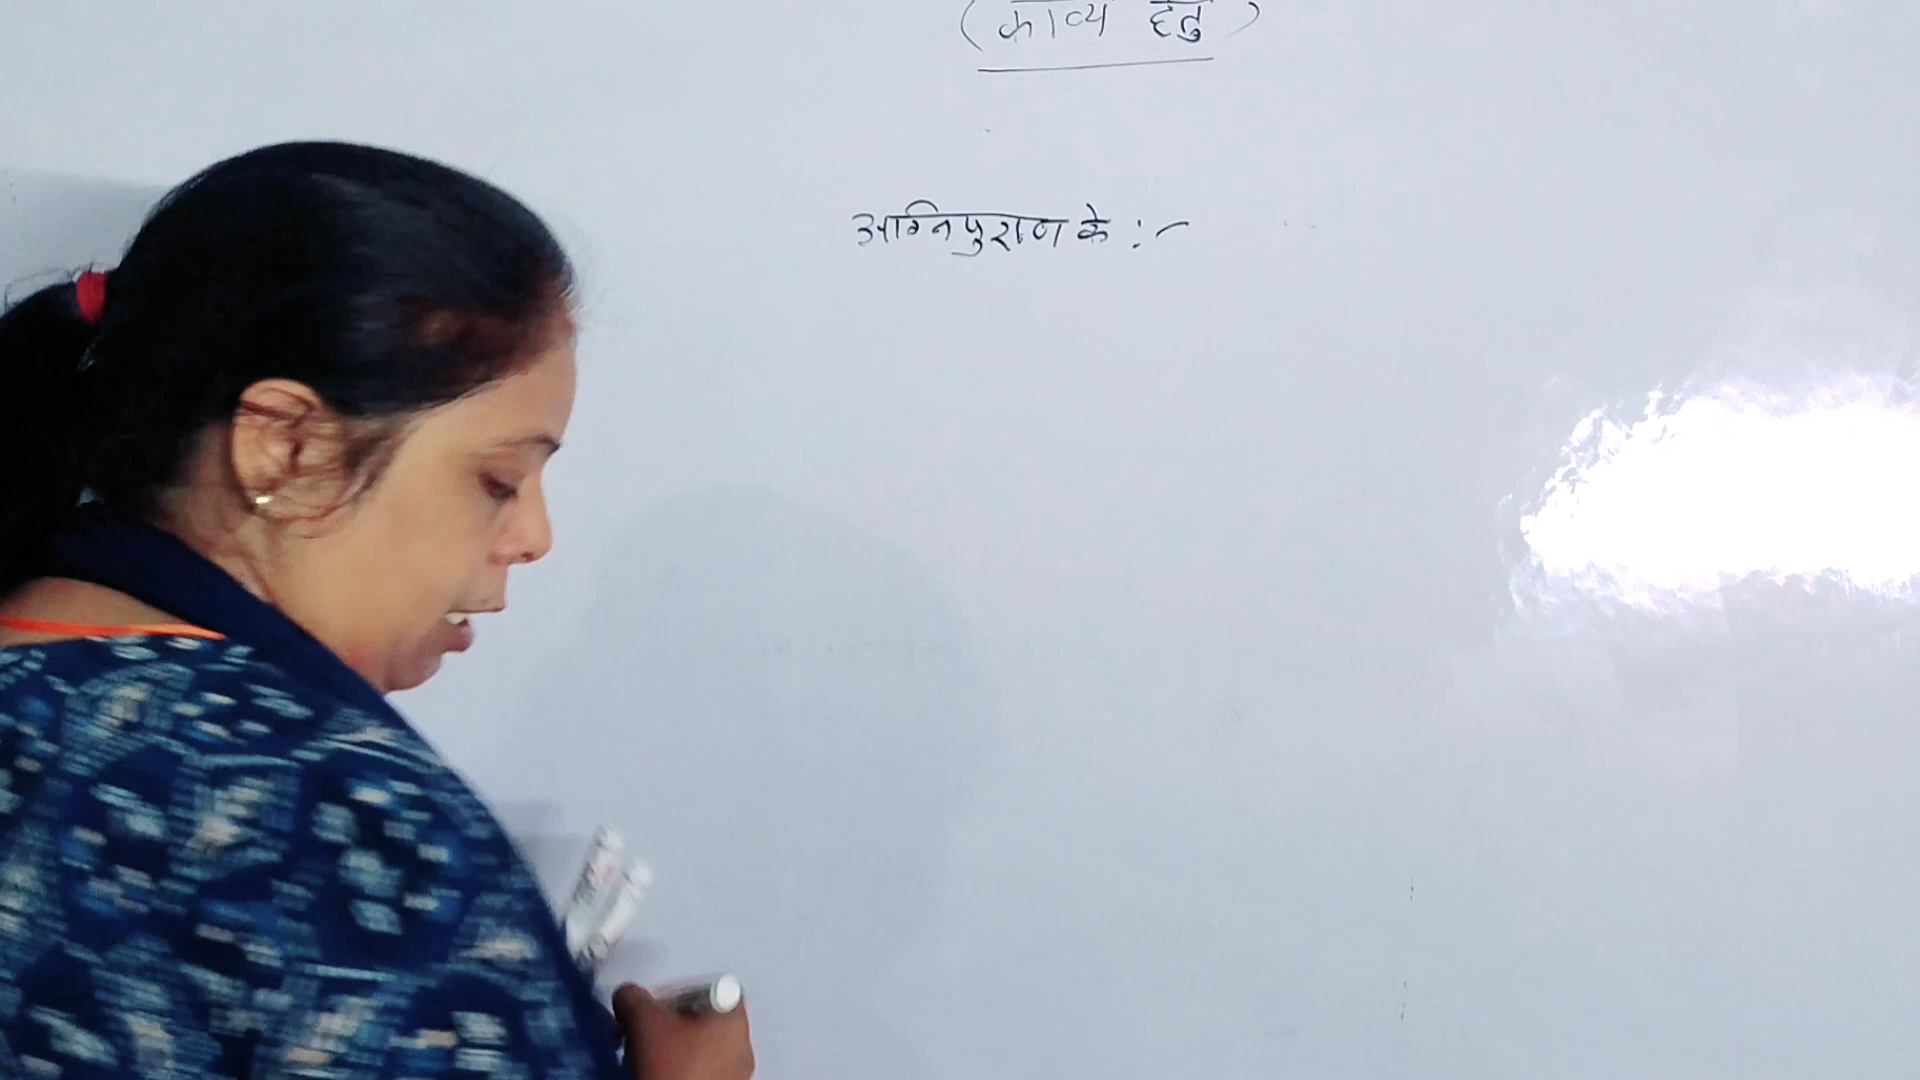 (काव्य हेतु)
अग्निपुराण के :-